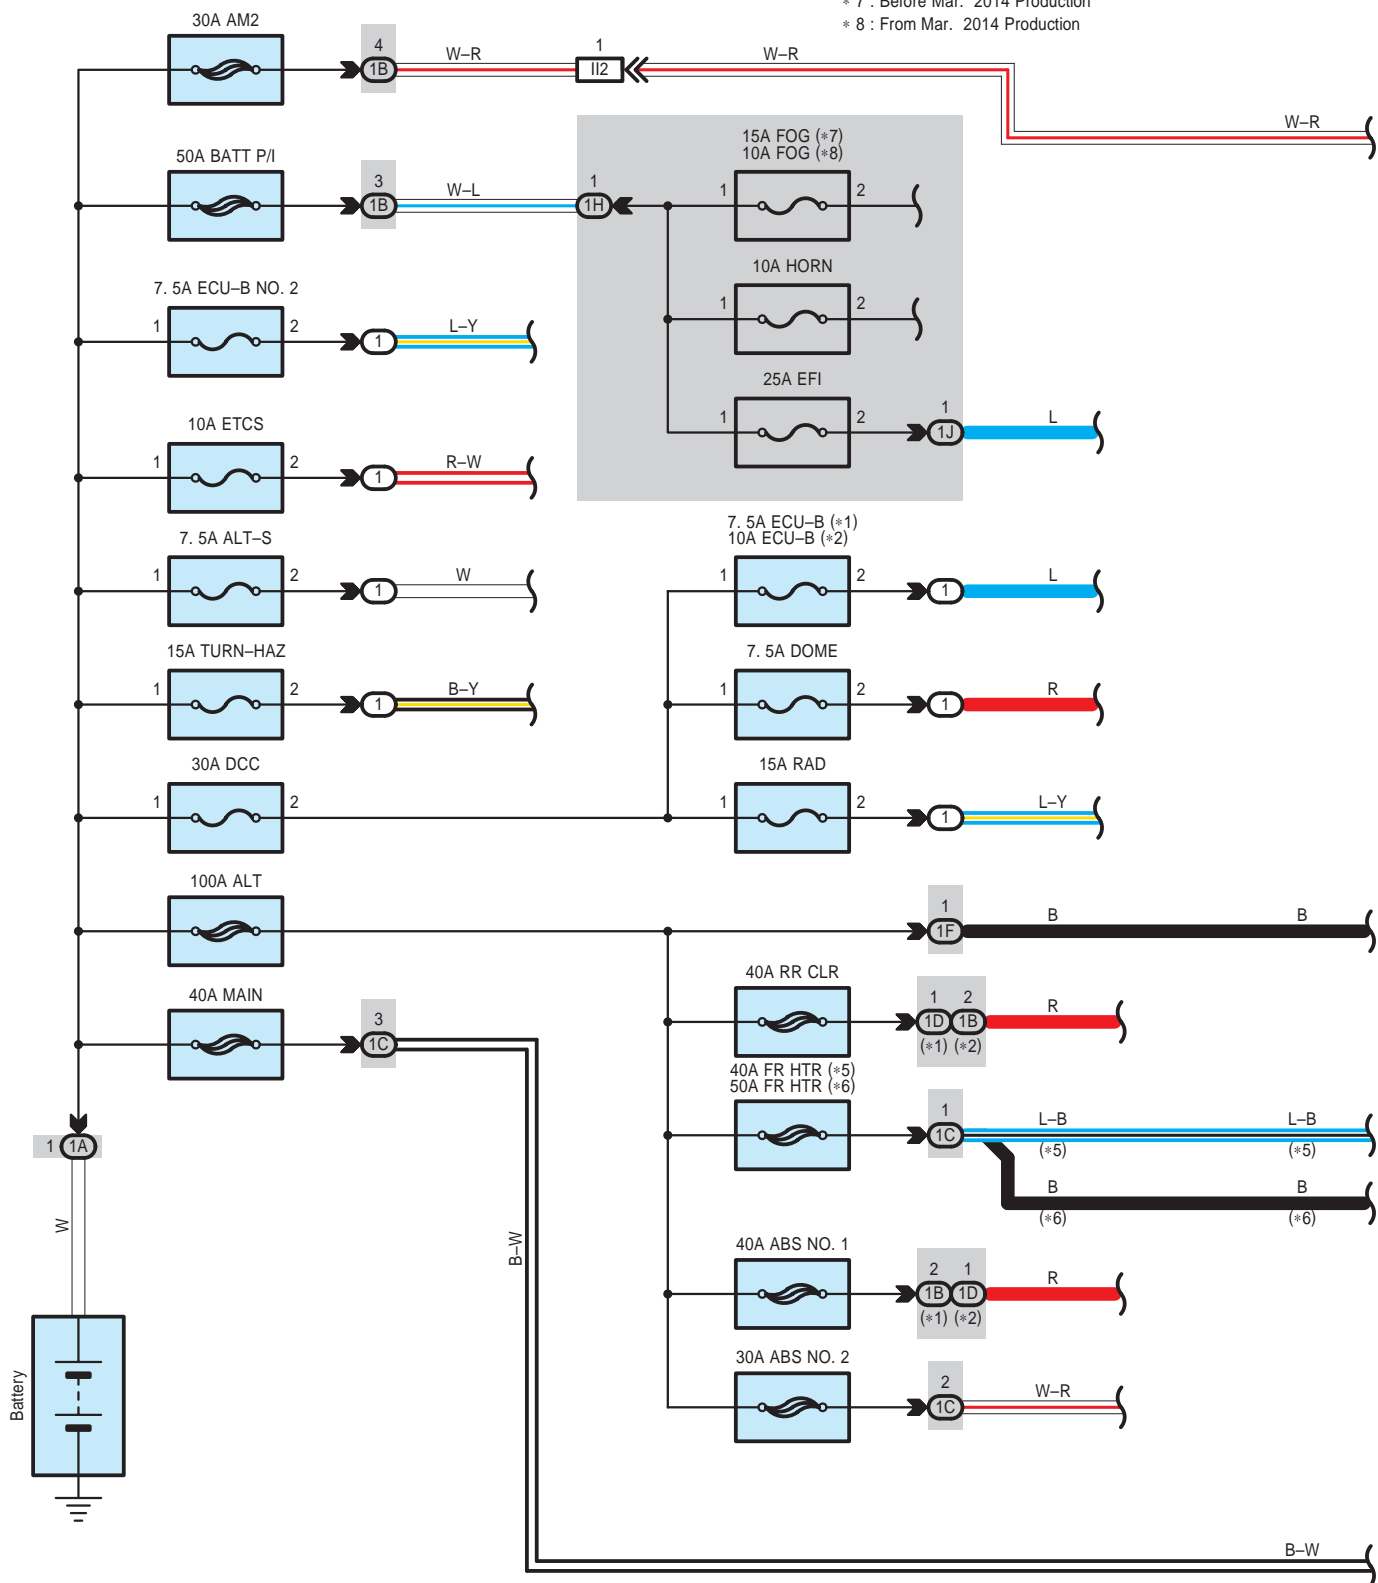 ∗ 7 : Before Mar. 2014 Production
∗ 8 : From Mar. 2014 Production
30A AM2
4
1B
W–R
1
II2
W–R
W–R
50A BATT P/I
3
1B
W–L
1
1H
15A FOG (∗7)
10A FOG (∗8)
1
2
10A HORN
1
2
25A EFI
1
2
1
1J
L
7. 5A ECU–B NO. 2
1
2
1
L–Y
10A ETCS
1
2
1
R–W
7. 5A ALT–S
1
2
1
W
7. 5A ECU–B (∗1)
10A ECU–B (∗2)
1
2
1
L
15A TURN–HAZ
1
2
1
B–Y
7. 5A DOME
1
2
1
R
30A DCC
1
2
15A RAD
1
2
1
L–Y
100A ALT
1
1F
B
B
40A MAIN
3
1C
40A RR CLR
1
2
1D
1B
(∗1)
(∗2)
R
40A FR HTR (∗5)
50A FR HTR (∗6)
1
1C
L–B
L–B
(∗5)
(∗5)
B
B
(∗6)
(∗6)
1
1A
W
B–W
40A ABS NO. 1
2
1
1B
1D
(∗1)
(∗2)
R
30A ABS NO. 2
2
1C
W–R
Battery
B–W